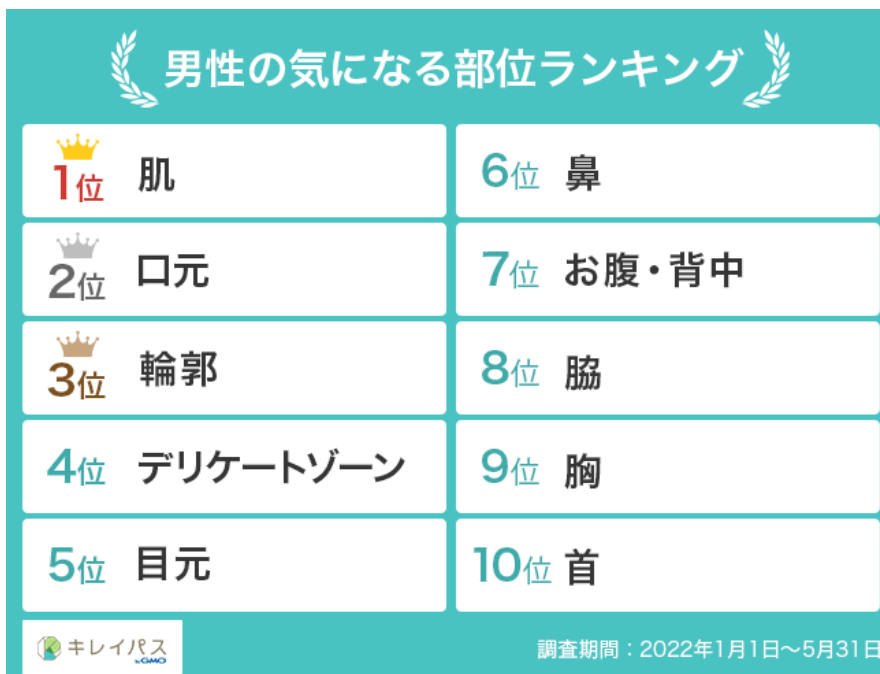 男性の気になる部位ランキング
1位 肌
2位 口元
3位 輪郭
4位 デリケートゾーン
5位 目元
6位 鼻
7位 お腹・背中
8位 脇
9位 胸
10位 首
キレイパス
byGMO
調査期間：2022年1月1日〜5月31日